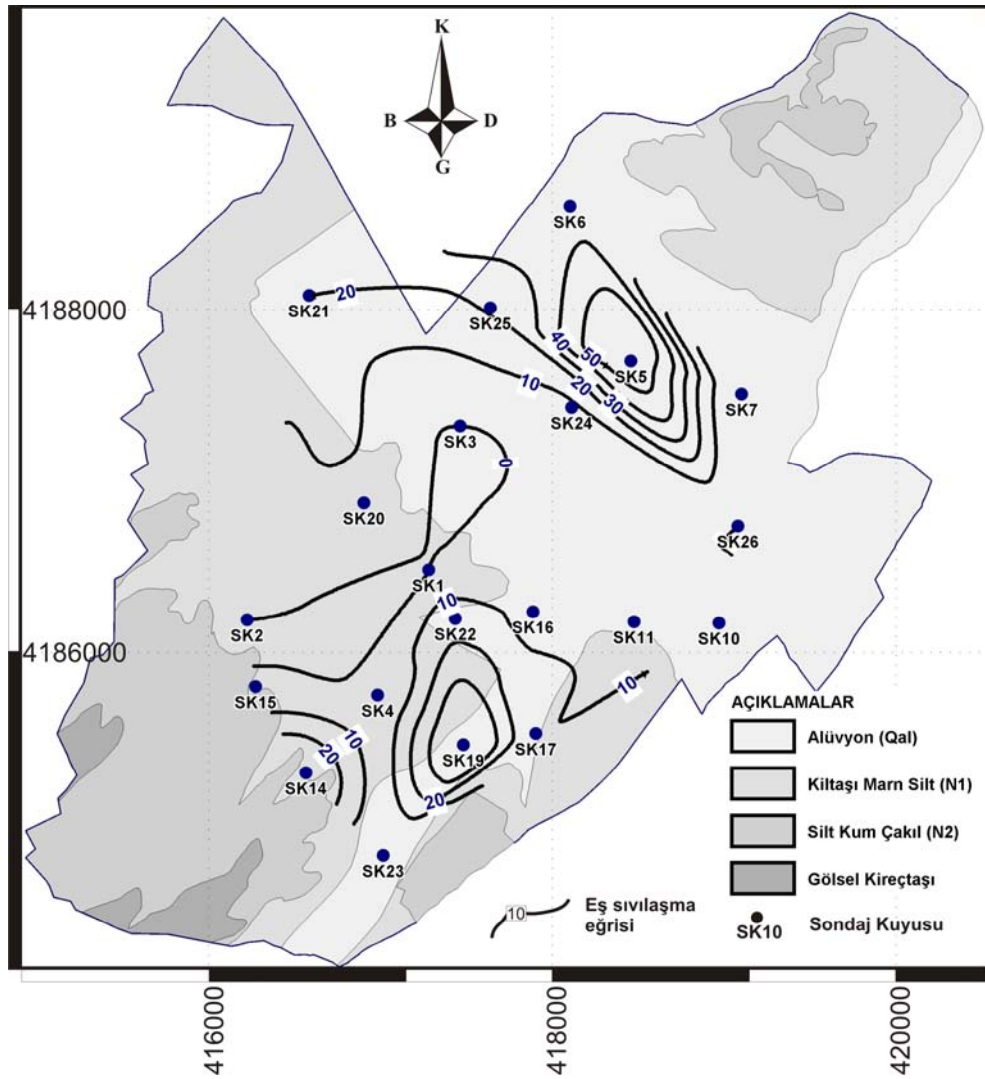 K
B
D
G
SK6
20
SK21
SK25
4188000
40
50
SK5
20
30
10
SK7
SK24
SK3
0
SK20
SK26
SK1
10
SK2
SK22
SK16
SK11
SK10
4186000
SK15
SK4
10
10
20
SK17
SK19
SK14
20
SK23
AÇIKLAMALAR
Alüvyon (Qal)
Kiltaşı Marn Silt (N1)
Silt Kum Çakıl (N2)
Gölsel Kireçtaşı
SK10
Sondaj Kuyusu
10
Eş sıvılaşma
eğrisi
416000
418000
420000